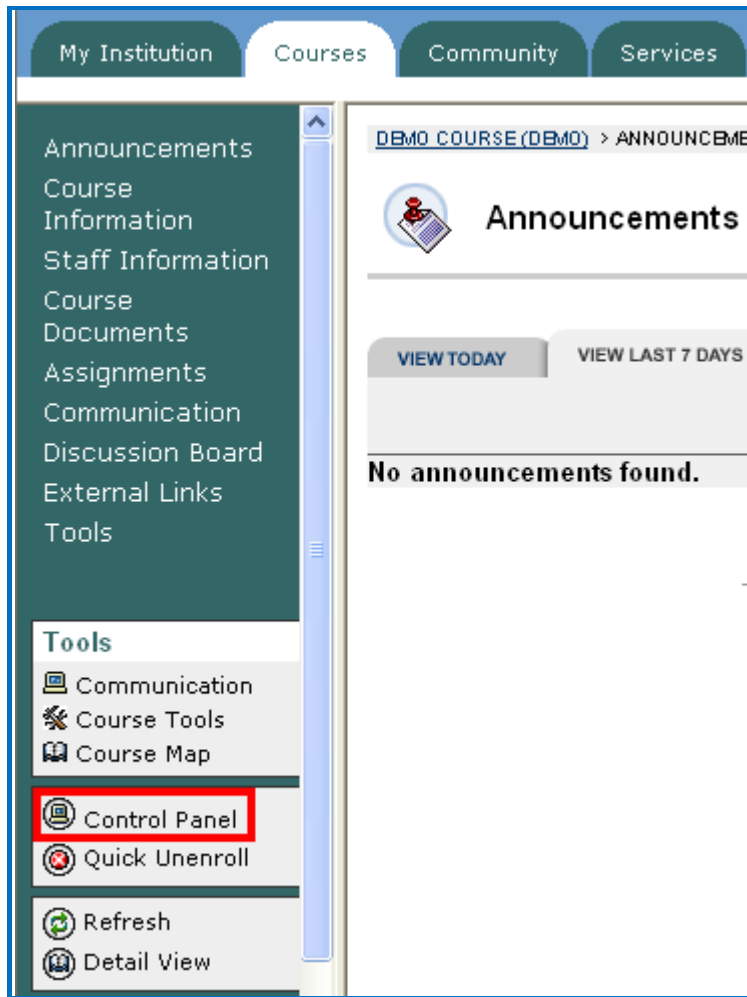 My Institution
Courses
Community
Services
Announcements
Course
Information
Staff Information
Course
Documents
Assignments
Communication
Discussion Board
External Links
Tools
Tools
Communication
Course Tools
Course Map
Control Panel
Quick Unenroll
Refresh
Detail View
DEMO COURSE (DEMO) > ANNOUNCEME
Announcements
VIEW TODAY
VIEW LAST 7 DAYS
No announcements found.